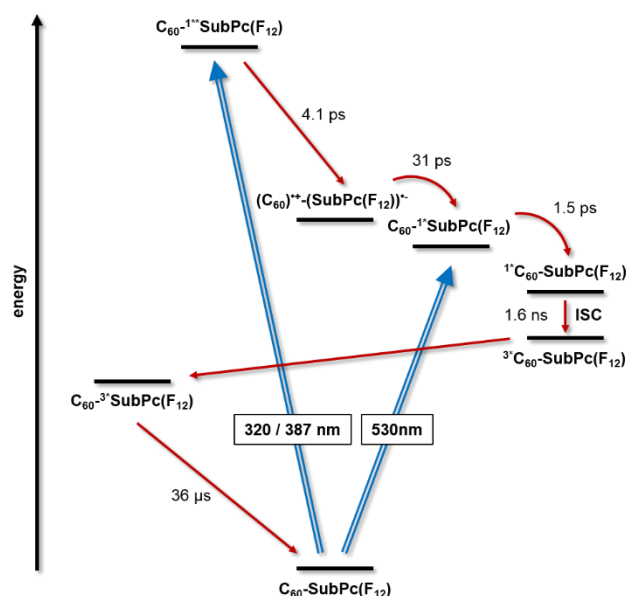 C₆₀-¹**SubPc(F₁₂)
4.1 ps
31 ps
(C₆₀)•⁺-(SubPc(F₁₂))•-
C₆₀-¹*SubPc(F₁₂)
1.5 ps
¹*C₆₀-SubPc(F₁₂)
energy
1.6 ns
ISC
³*C₆₀-SubPc(F₁₂)
C₆₀-³*SubPc(F₁₂)
320 / 387 nm
530nm
36 µs
C₆₀-SubPc(F₁₂)